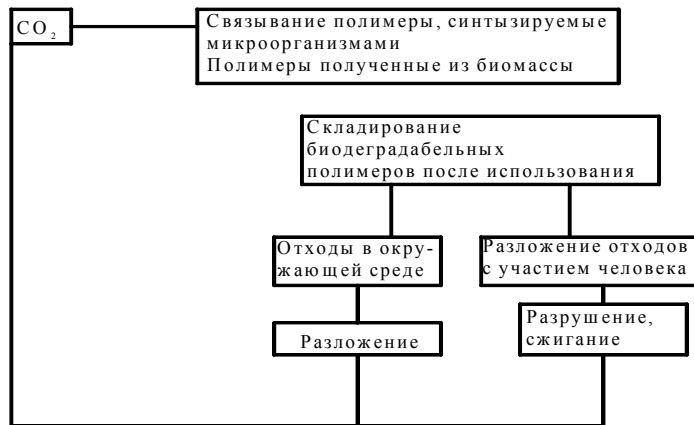 CO₂
Связывание полимеры, синтызируемые
микроорганизмами
Полимеры полученные из биомассы
Складирование
биодеградабельных
полимеров после использования
Отходы в окру-
жающей среде
Разложение отходов
с участием человека
Разложение
Разрушение,
сжигание